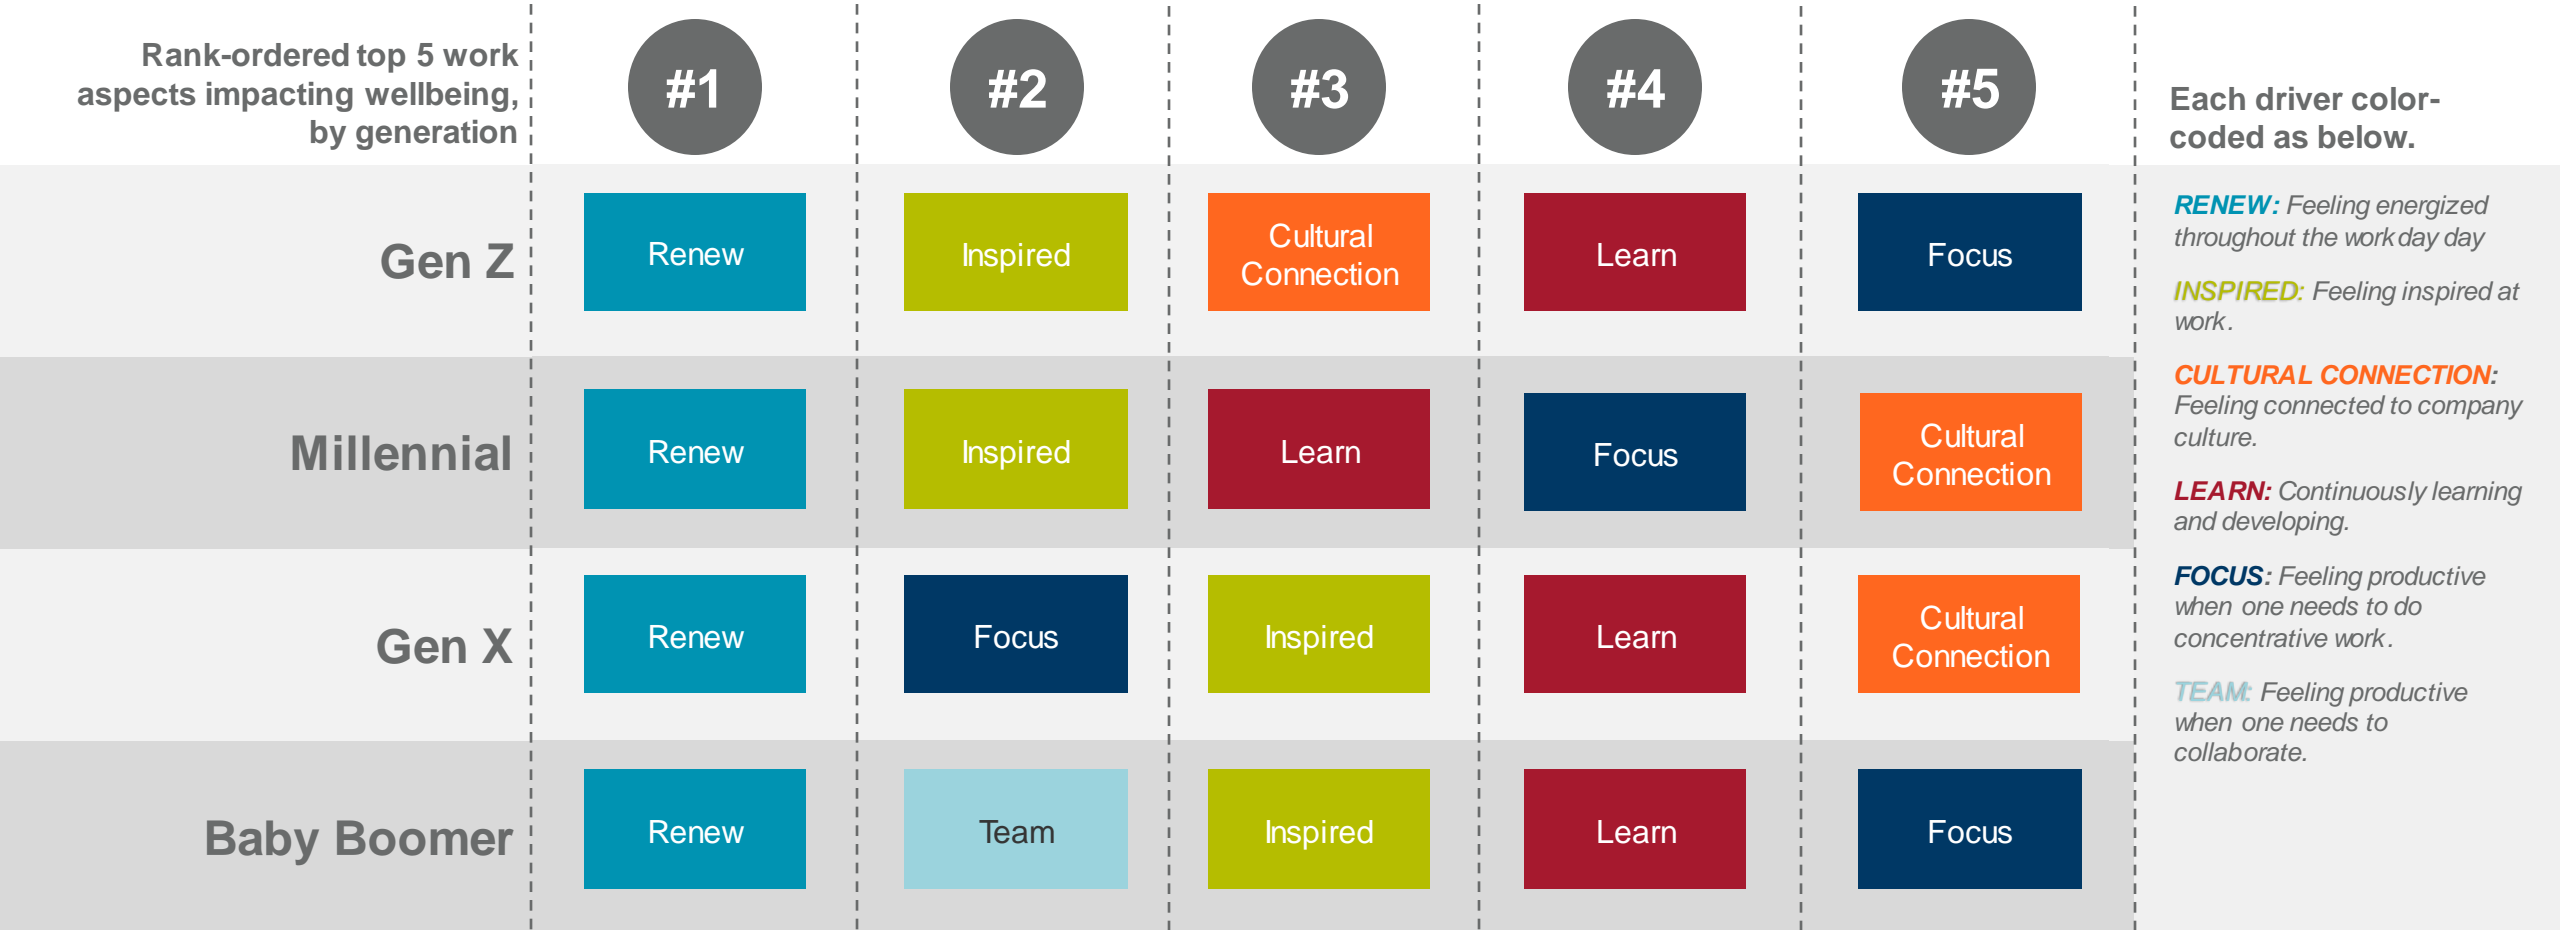 Rank-ordered top 5 work
aspects impacting wellbeing,
by generation
#1
#2
#3
#4
#5
Each driver color-
coded as below.
Gen Z
Renew
Inspired
Cultural
Connection
Learn
Focus
Millennial
Renew
Inspired
Learn
Focus
Cultural
Connection
Gen X
Renew
Focus
Inspired
Learn
Cultural
Connection
Baby Boomer
Renew
Team
Inspired
Learn
Focus
RENEW: Feeling energized
throughout the work day day
INSPIRED: Feeling inspired at
work.
CULTURAL CONNECTION:
Feeling connected to company
culture.
LEARN: Continuously learning
and developing.
FOCUS: Feeling productive
when one needs to do
concentrative work.
TEAM: Feeling productive
when one needs to
collaborate.